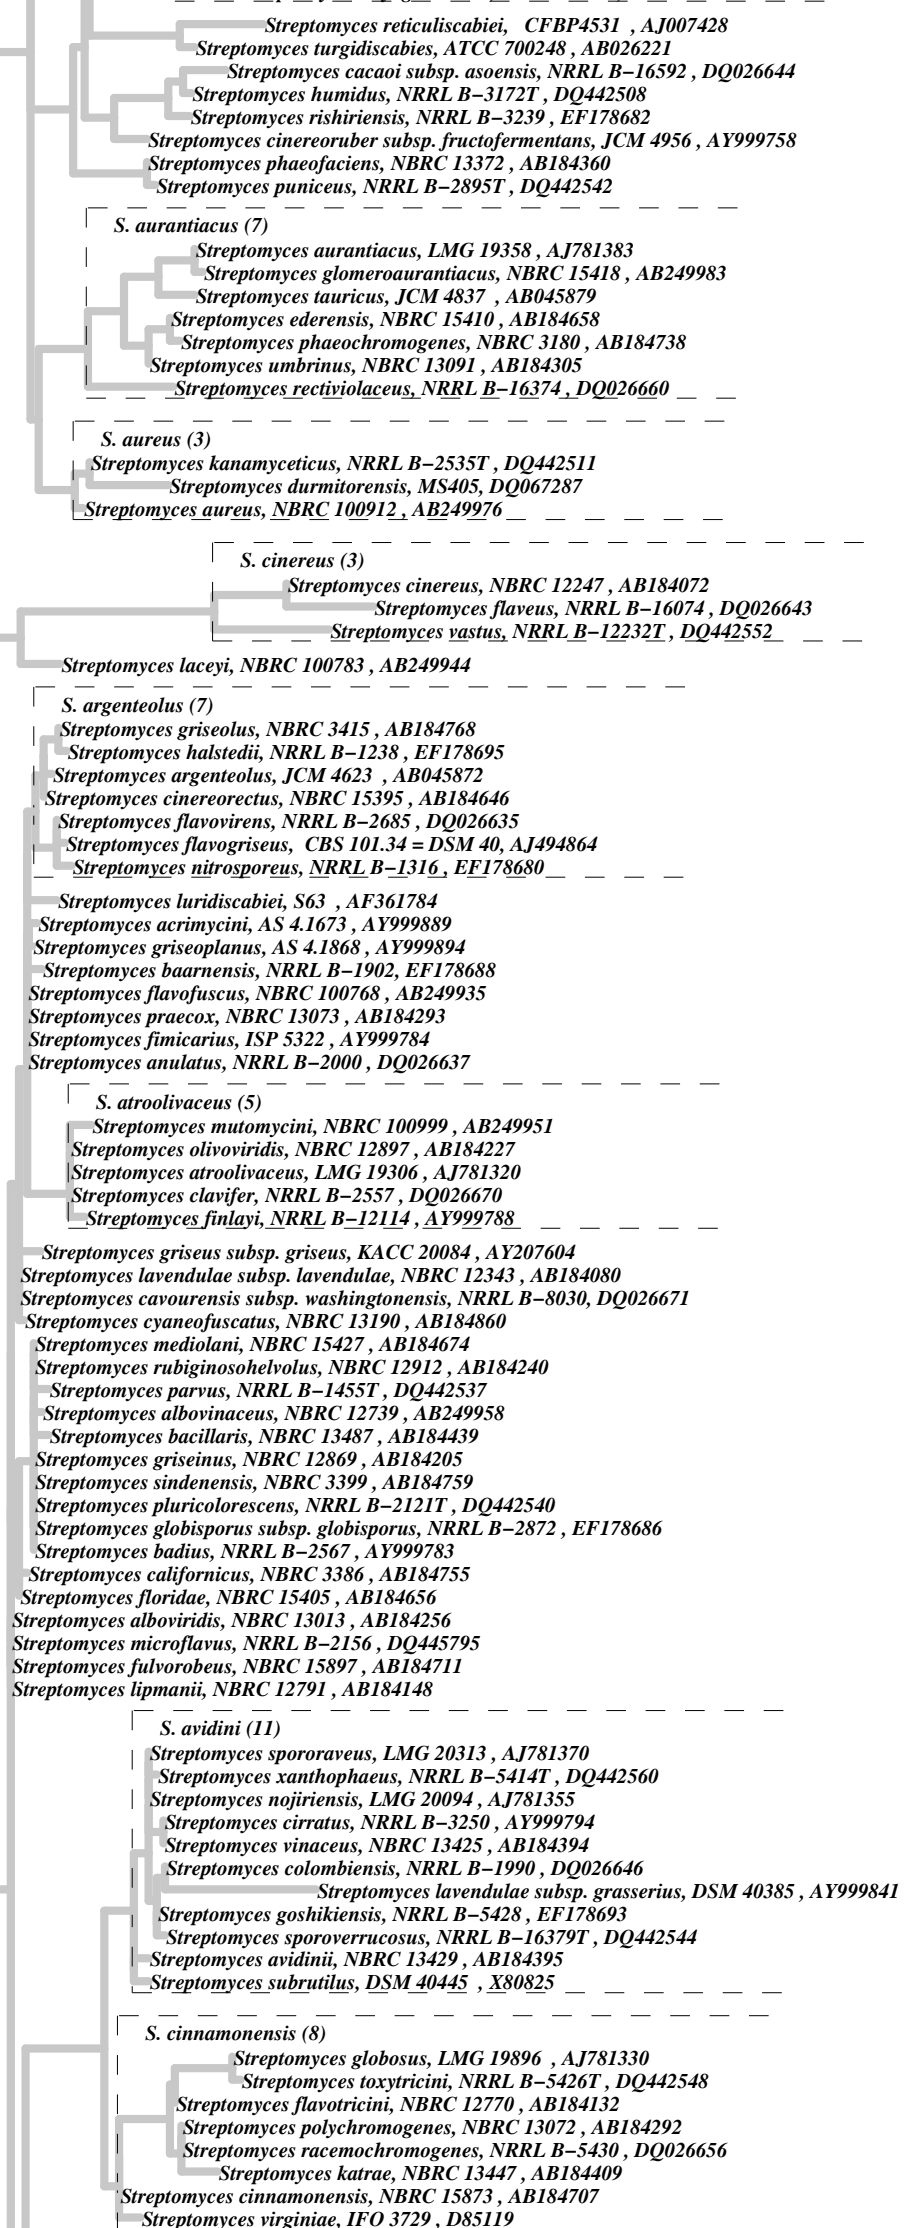 Streptomyces reticuliscabiei, CFBP4531 , AJ007428
Streptomyces turgidiscabies, ATCC 700248 , AB026221
Streptomyces cacaoi subsp. asoensis, NRRL B−16592 , DQ026644
Streptomyces humidus, NRRL B−3172T , DQ442508
Streptomyces rishiriensis, NRRL B−3239 , EF178682
Streptomyces cinereoruber subsp. fructofermentans, JCM 4956 , AY999758
Streptomyces phaeofaciens, NBRC 13372 , AB184360
Streptomyces puniceus, NRRL B−2895T , DQ442542
S. aurantiacus (7)
Streptomyces aurantiacus, LMG 19358 , AJ781383
Streptomyces glomeroaurantiacus, NBRC 15418 , AB249983
Streptomyces tauricus, JCM 4837 , AB045879
Streptomyces ederensis, NBRC 15410 , AB184658
Streptomyces phaeochromogenes, NBRC 3180 , AB184738
Streptomyces umbrinus, NBRC 13091 , AB184305
Streptomyces rectiviolaceus, NRRL B−16374 , DQ026660
S. aureus (3)
Streptomyces kanamyceticus, NRRL B−2535T , DQ442511
Streptomyces durmitorensis, MS405, DQ067287
Streptomyces aureus, NBRC 100912 , AB249976
S. cinereus (3)
Streptomyces cinereus, NBRC 12247 , AB184072
Streptomyces flaveus, NRRL B−16074 , DQ026643
Streptomyces vastus, NRRL B−12232T , DQ442552
Streptomyces laceyi, NBRC 100783 , AB249944
S. argenteolus (7)
Streptomyces griseolus, NBRC 3415 , AB184768
Streptomyces halstedii, NRRL B−1238 , EF178695
Streptomyces argenteolus, JCM 4623 , AB045872
Streptomyces cinereorectus, NBRC 15395 , AB184646
Streptomyces flavovirens, NRRL B−2685 , DQ026635
Streptomyces flavogriseus, CBS 101.34 = DSM 40, AJ494864
Streptomyces nitrosporeus, NRRL B−1316 , EF178680
Streptomyces luridiscabiei, S63 , AF361784
Streptomyces acrimycini, AS 4.1673 , AY999889
Streptomyces griseoplanus, AS 4.1868 , AY999894
Streptomyces baarnensis, NRRL B−1902, EF178688
Streptomyces flavofuscus, NBRC 100768 , AB249935
Streptomyces praecox, NBRC 13073 , AB184293
Streptomyces fimicarius, ISP 5322 , AY999784
Streptomyces anulatus, NRRL B−2000 , DQ026637
S. atroolivaceus (5)
Streptomyces mutomycini, NBRC 100999 , AB249951
Streptomyces olivoviridis, NBRC 12897 , AB184227
Streptomyces atroolivaceus, LMG 19306 , AJ781320
Streptomyces clavifer, NRRL B−2557 , DQ026670
Streptomyces finlayi, NRRL B−12114 , AY999788
Streptomyces griseus subsp. griseus, KACC 20084 , AY207604
Streptomyces lavendulae subsp. lavendulae, NBRC 12343 , AB184080
Streptomyces cavourensis subsp. washingtonensis, NRRL B−8030, DQ026671
Streptomyces cyaneofuscatus, NBRC 13190 , AB184860
Streptomyces mediolani, NBRC 15427 , AB184674
Streptomyces rubiginosohelvolus, NBRC 12912 , AB184240
Streptomyces parvus, NRRL B−1455T , DQ442537
Streptomyces albovinaceus, NBRC 12739 , AB249958
Streptomyces bacillaris, NBRC 13487 , AB184439
Streptomyces griseinus, NBRC 12869 , AB184205
Streptomyces sindenensis, NBRC 3399 , AB184759
Streptomyces pluricolorescens, NRRL B−2121T , DQ442540
Streptomyces globisporus subsp. globisporus, NRRL B−2872 , EF178686
Streptomyces badius, NRRL B−2567 , AY999783
Streptomyces californicus, NBRC 3386 , AB184755
Streptomyces floridae, NBRC 15405 , AB184656
Streptomyces alboviridis, NBRC 13013 , AB184256
Streptomyces microflavus, NRRL B−2156 , DQ445795
Streptomyces fulvorobeus, NBRC 15897 , AB184711
Streptomyces lipmanii, NBRC 12791 , AB184148
S. avidini (11)
Streptomyces spororaveus, LMG 20313 , AJ781370
Streptomyces xanthophaeus, NRRL B−5414T , DQ442560
Streptomyces nojiriensis, LMG 20094 , AJ781355
Streptomyces cirratus, NRRL B−3250 , AY999794
Streptomyces vinaceus, NBRC 13425 , AB184394
Streptomyces colombiensis, NRRL B−1990 , DQ026646
Streptomyces lavendulae subsp. grasserius, DSM 40385 , AY999841
Streptomyces goshikiensis, NRRL B−5428 , EF178693
Streptomyces sporoverrucosus, NRRL B−16379T , DQ442544
Streptomyces avidinii, NBRC 13429 , AB184395
Streptomyces subrutilus, DSM 40445 , X80825
S. cinnamonensis (8)
Streptomyces globosus, LMG 19896 , AJ781330
Streptomyces toxytricini, NRRL B−5426T , DQ442548
Streptomyces flavotricini, NBRC 12770 , AB184132
Streptomyces polychromogenes, NBRC 13072 , AB184292
Streptomyces racemochromogenes, NRRL B−5430 , DQ026656
Streptomyces katrae, NBRC 13447 , AB184409
Streptomyces cinnamonensis, NBRC 15873 , AB184707
Streptomyces virginiae, IFO 3729 , D85119